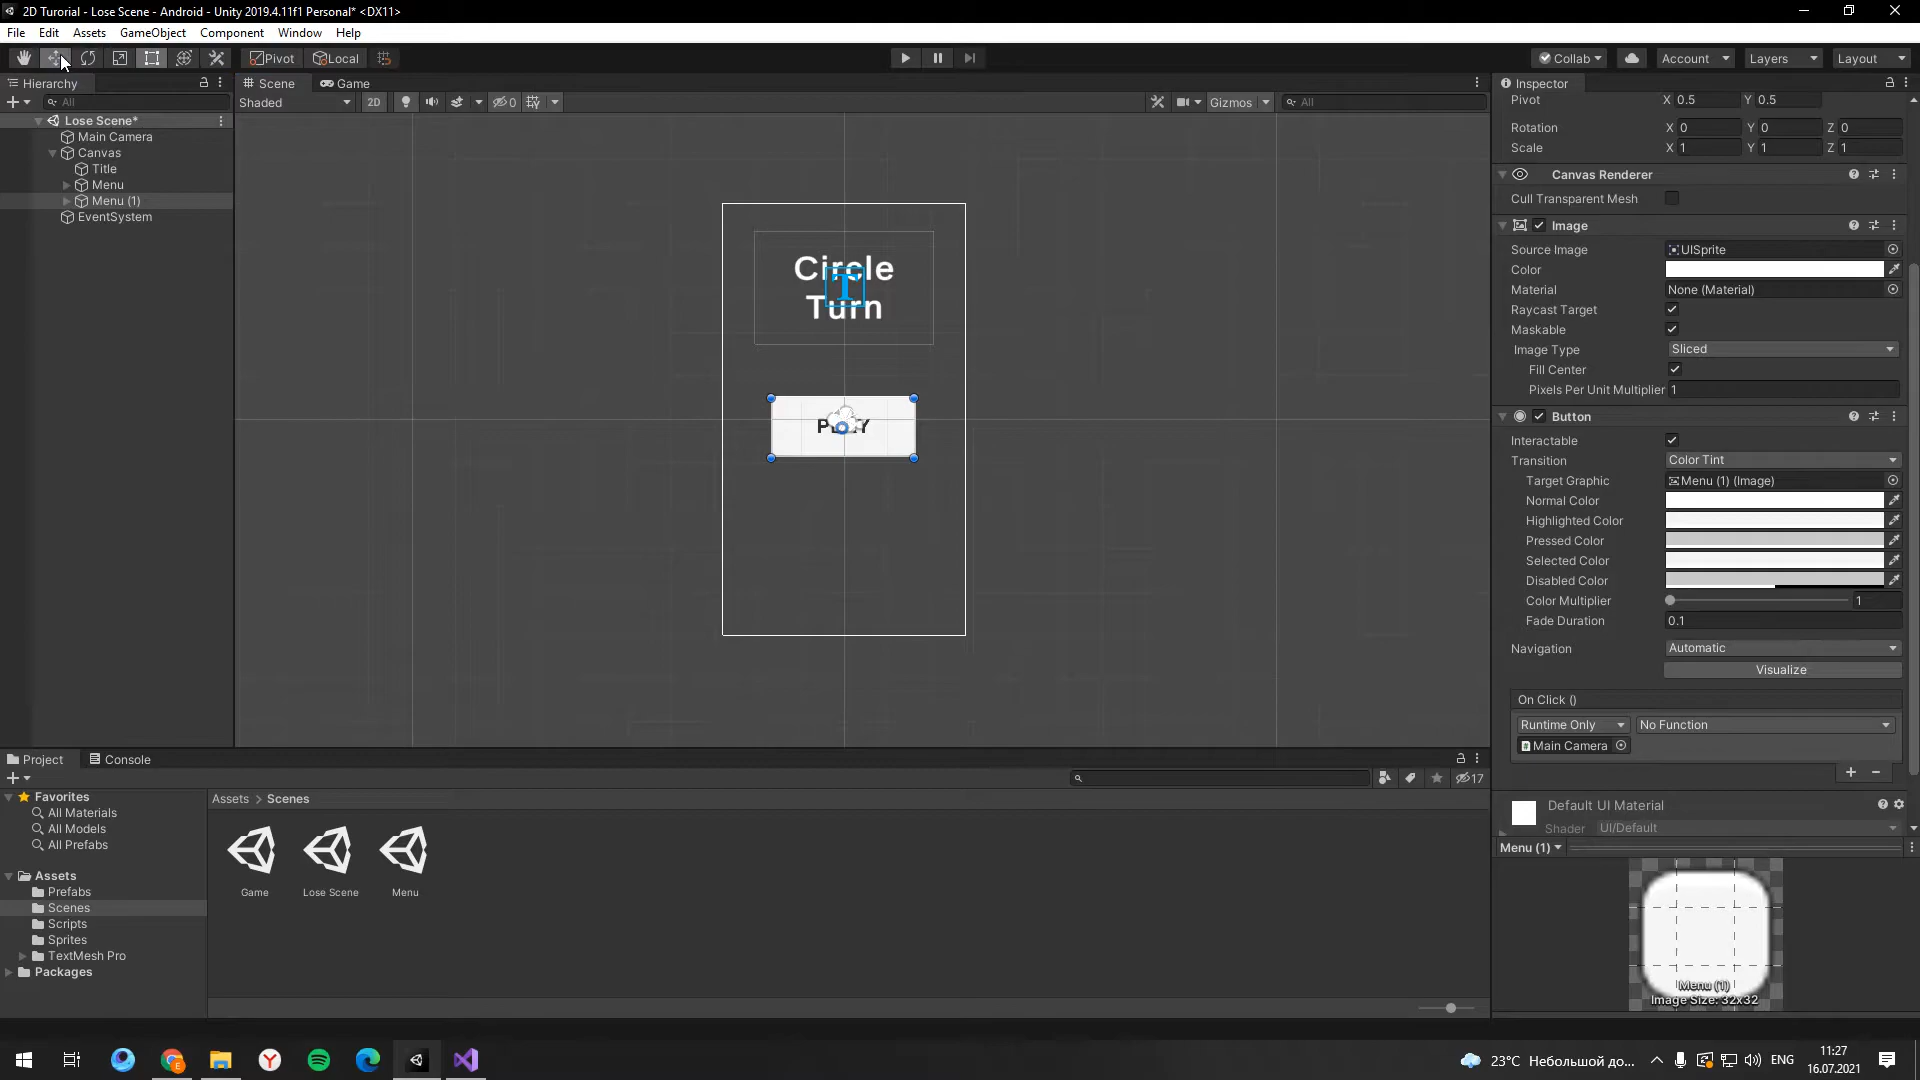 2D Turorial - Lose Scene - Android - Unity 2019.4.11f1 Personal* <DX11>
File Edit Assets GameObject Component Window Help
Pivot Local Collab Account Layers Layout
Hierarchy
All
Lose Scene*
Main Camera
Canvas
Title
Menu
Menu (1)
EventSystem
Scene Game
Shaded 2D 0 Gizmos All
Circle
Turn
T
Inspector
Pivot X 0.5 Y 0.5
Rotation X 0 Y 0 Z 0
Scale X 1 Y 1 Z 1
Canvas Renderer
Cull Transparent Mesh
Image
Source Image UISprite
Color
Material None (Material)
Raycast Target
Maskable
Image Type Sliced
Fill Center
Pixels Per Unit Multiplier 1
Button
Interactable
Transition Color Tint
Target Graphic Menu (1) (Image)
Normal Color
Highlighted Color
Pressed Color
Selected Color
Disabled Color
Color Multiplier 1
Fade Duration 0.1
Navigation Automatic
Visualize
On Click ()
Runtime Only No Function
Main Camera
Default UI Material
Shader UI/Default
Menu (1)
Menu (1)
Image Size: 32x32
Project Console
17
Favorites
All Materials
All Models
All Prefabs
Assets
Prefabs
Scenes
Scripts
Sprites
TextMesh Pro
Packages
Assets > Scenes
Game Lose Scene Menu
23°C Небольшой до... ENG
11:27
16.07.2021